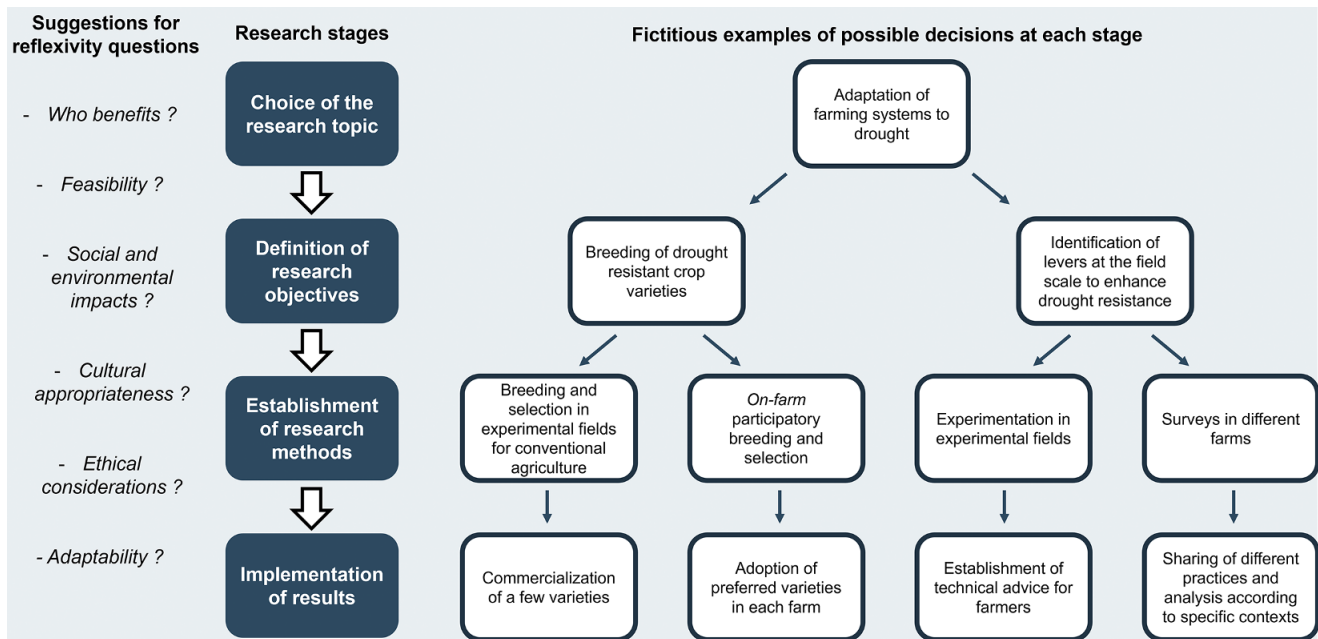 Suggestions for
reflexivity questions
- Who benefits ?
- Feasibility ?
- Social and
environmental
impacts ?
- Cultural
appropriateness ?
- Ethical
considerations ?
- Adaptability ?
Research stages
Choice of the
research topic
Definition of
research
objectives
Establishment
of research
methods
Implementation
of results
Fictitious examples of possible decisions at each stage
Adaptation of
farming systems to
drought
Breeding of drought
resistant crop
varieties
Identification of
levers at the field
scale to enhance
drought resistance
Breeding and
selection in
experimental fields
for conventional
agriculture
On-farm
participatory
breeding and
selection
Experimentation in
experimental fields
Surveys in different
farms
Commercialization
of a few varieties
Adoption of
preferred varieties
in each farm
Establishment of
technical advice for
farmers
Sharing of different
practices and
analysis according
to specific contexts